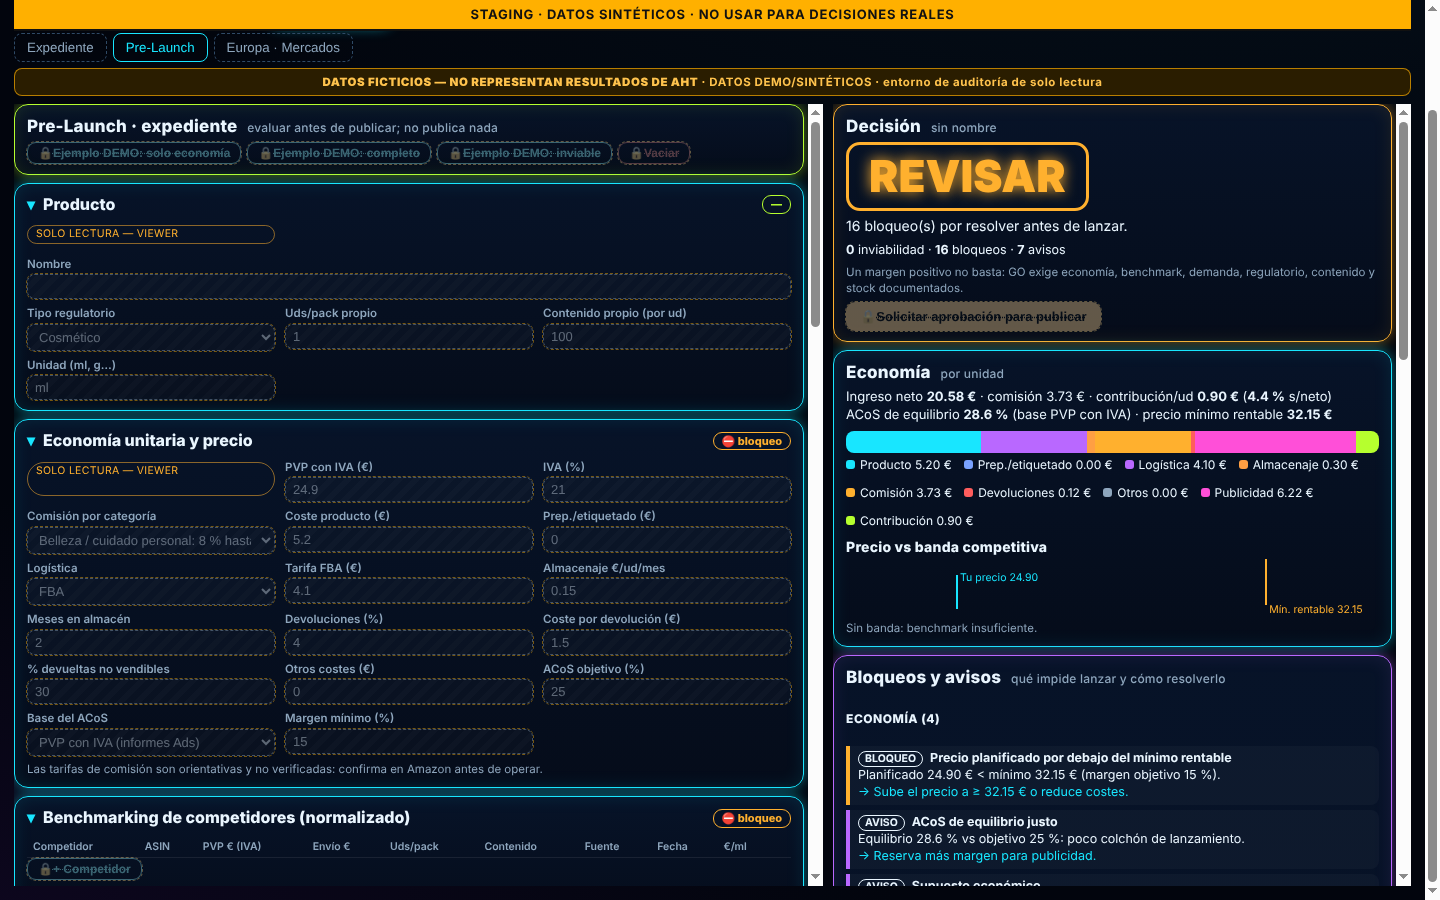 STAGING · DATOS SINTÉTICOS · NO USAR PARA DECISIONES REALES
Expediente
Pre-Launch
Europa · Mercados
DATOS FICTICIOS — NO REPRESENTAN RESULTADOS DE AHT · DATOS DEMO/SINTÉTICOS · entorno de auditoría de solo lectura
Pre-Launch · expediente evaluar antes de publicar; no publica nada
Ejemplo DEMO: solo economía
Ejemplo DEMO: completo
Ejemplo DEMO: inviable
Vaciar
Producto
—
SOLO LECTURA — VIEWER
Nombre
Tipo regulatorio
Uds/pack propio
Contenido propio (por ud)
Cosmético
1
100
Unidad (ml, g...)
ml
Economía unitaria y precio
bloqueo
SOLO LECTURA — VIEWER
PVP con IVA (€)
IVA (%)
24.9
21
Comisión por categoría
Coste producto (€)
Prep./etiquetado (€)
Belleza / cuidado personal: 8 % hasta
5.2
0
Logística
Tarifa FBA (€)
Almacenaje €/ud/mes
FBA
4.1
0.15
Meses en almacén
Devoluciones (%)
Coste por devolución (€)
2
4
1.5
% devueltas no vendibles
Otros costes (€)
ACoS objetivo (%)
30
0
25
Base del ACoS
Margen mínimo (%)
PVP con IVA (informes Ads)
15
Las tarifas de comisión son orientativas y no verificadas: confirma en Amazon antes de operar.
Benchmarking de competidores (normalizado)
bloqueo
Competidor ASIN PVP € (IVA) Envío € Uds/pack Contenido Fuente Fecha €/ml
+ Competidor
Decisión sin nombre
REVISAR
16 bloqueo(s) por resolver antes de lanzar.
0 inviabilidad · 16 bloqueos · 7 avisos
Un margen positivo no basta: GO exige economía, benchmark, demanda, regulatorio, contenido y
stock documentados.
Solicitar aprobación para publicar
Economía por unidad
Ingreso neto 20.58 € · comisión 3.73 € · contribución/ud 0.90 € (4.4 % s/neto)
ACoS de equilibrio 28.6 % (base PVP con IVA) · precio mínimo rentable 32.15 €
Producto 5.20 € Prep./etiquetado 0.00 € Logística 4.10 € Almacenaje 0.30 €
Comisión 3.73 € Devoluciones 0.12 € Otros 0.00 € Publicidad 6.22 €
Contribución 0.90 €
Precio vs banda competitiva
Tu precio 24.90
Mín. rentable 32.15
Sin banda: benchmark insuficiente.
Bloqueos y avisos qué impide lanzar y cómo resolverlo
ECONOMÍA (4)
BLOQUEO Precio planificado por debajo del mínimo rentable
Planificado 24.90 € < mínimo 32.15 € (margen objetivo 15 %).
→ Sube el precio a ≥ 32.15 € o reduce costes.
AVISO ACoS de equilibrio justo
Equilibrio 28.6 % vs objetivo 25 %: poco colchón de lanzamiento.
→ Reserva más margen para publicidad.
AVISO Supuesto económico